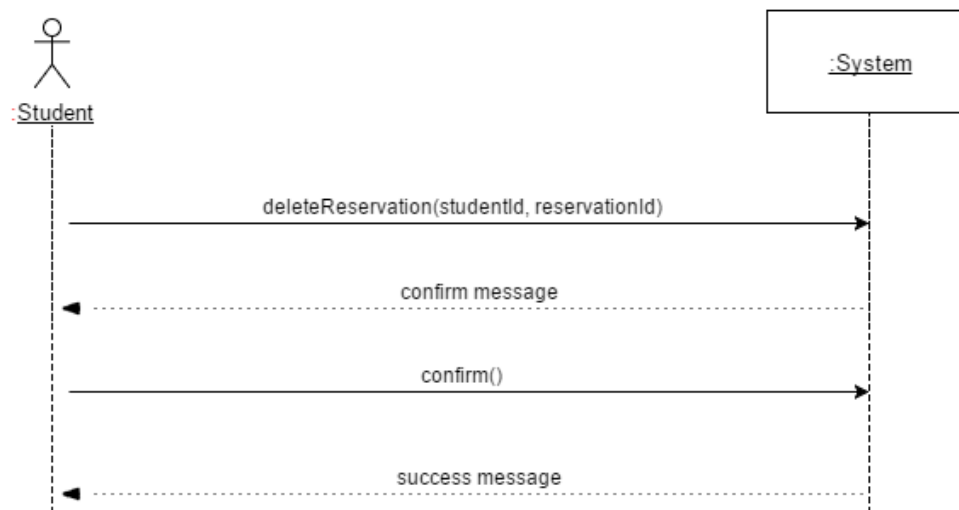 :Student
:System
deleteReservation(studentId, reservationId)
confirm message
confirm()
success message